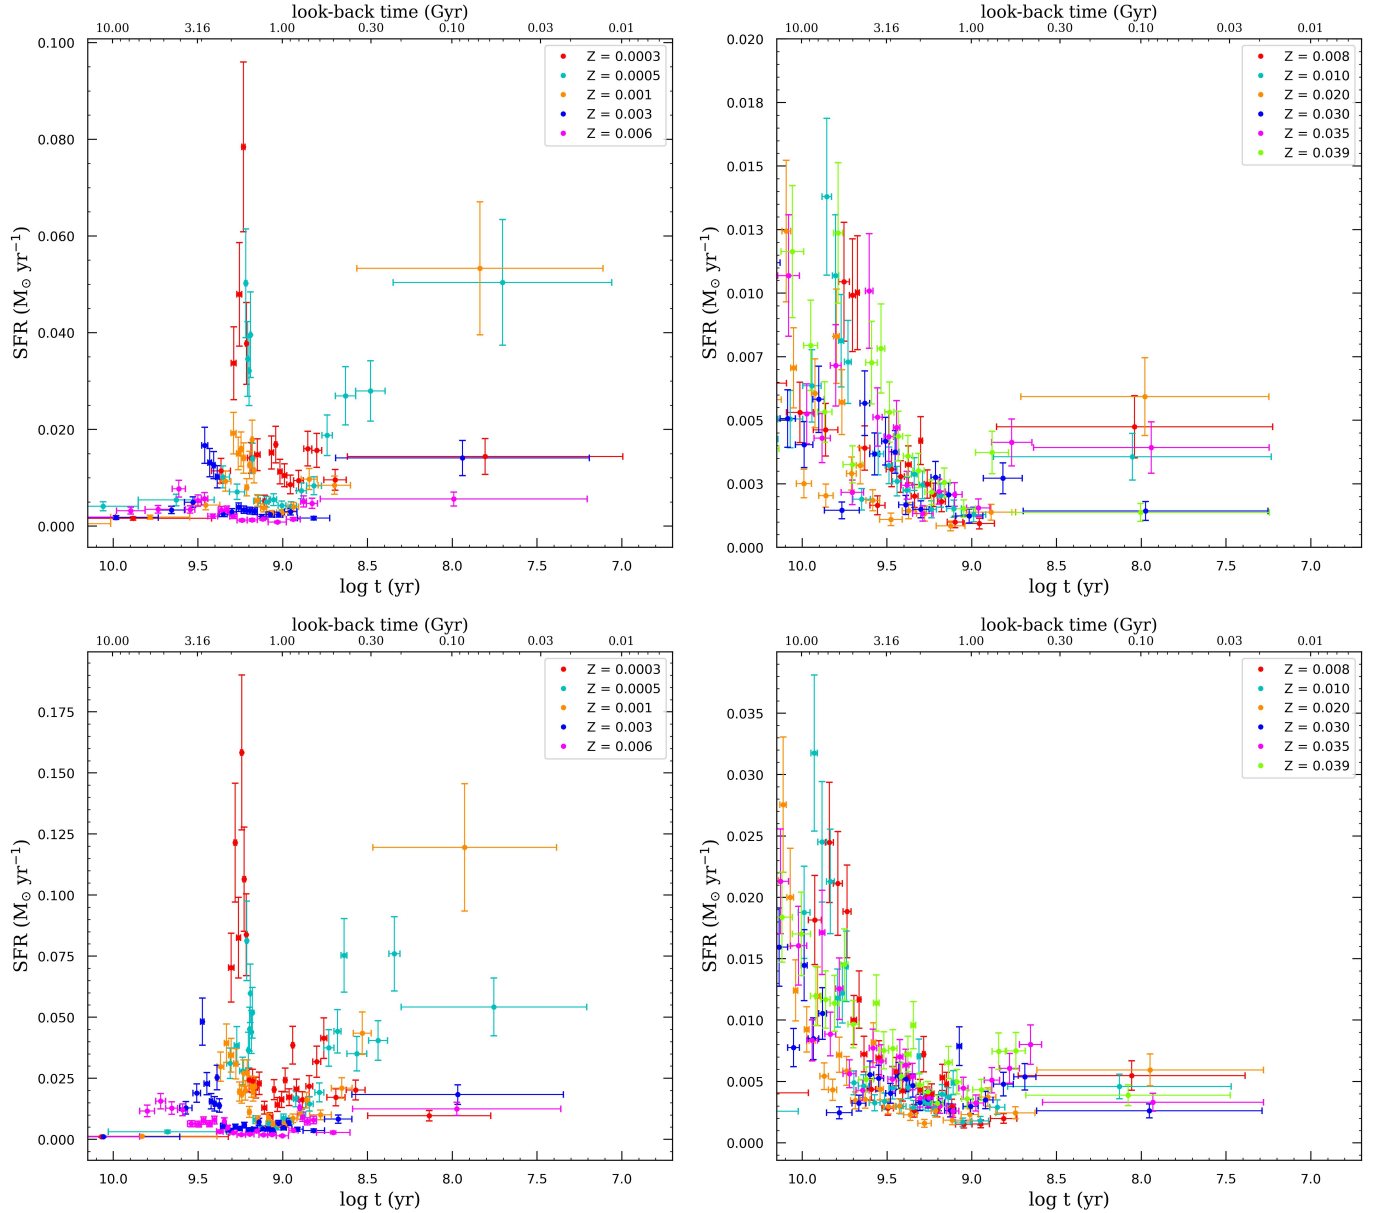 look-back time (Gyr)
10.00 3.16 1.00 0.30 0.10 0.03 0.01
0.100
0.080
0.060
0.040
0.020
0.000
SFR (M⊙ yr⁻¹)
Z = 0.0003
Z = 0.0005
Z = 0.001
Z = 0.003
Z = 0.006
10.0 9.5 9.0 8.5 8.0 7.5 7.0
log t (yr)
look-back time (Gyr)
10.00 3.16 1.00 0.30 0.10 0.03 0.01
0.020
0.018
0.015
0.013
0.010
0.007
0.005
0.003
0.000
SFR (M⊙ yr⁻¹)
Z = 0.008
Z = 0.010
Z = 0.020
Z = 0.030
Z = 0.035
Z = 0.039
10.0 9.5 9.0 8.5 8.0 7.5 7.0
log t (yr)
look-back time (Gyr)
10.00 3.16 1.00 0.30 0.10 0.03 0.01
0.175
0.150
0.125
0.100
0.075
0.050
0.025
0.000
SFR (M⊙ yr⁻¹)
Z = 0.0003
Z = 0.0005
Z = 0.001
Z = 0.003
Z = 0.006
10.0 9.5 9.0 8.5 8.0 7.5 7.0
log t (yr)
look-back time (Gyr)
10.00 3.16 1.00 0.30 0.10 0.03 0.01
0.035
0.030
0.025
0.020
0.015
0.010
0.005
0.000
SFR (M⊙ yr⁻¹)
Z = 0.008
Z = 0.010
Z = 0.020
Z = 0.030
Z = 0.035
Z = 0.039
10.0 9.5 9.0 8.5 8.0 7.5 7.0
log t (yr)